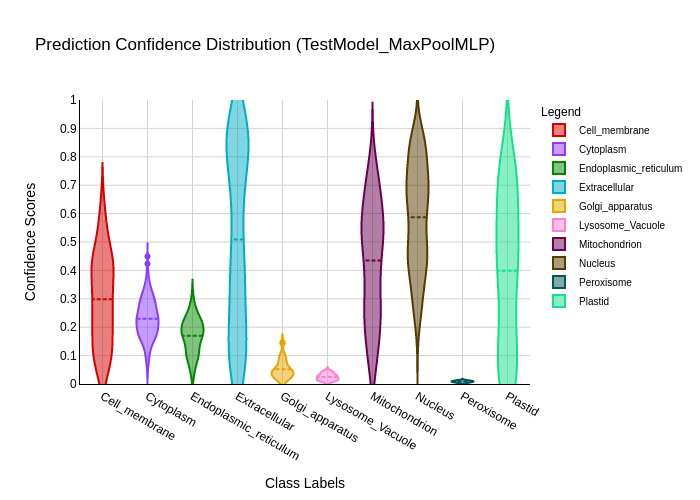 Prediction Confidence Distribution (TestModel_MaxPoolMLP)
Confidence Scores
1
0.9
0.8
0.7
0.6
0.5
0.4
0.3
0.2
0.1
0
Cell_membrane
Cytoplasm
Endoplasmic_reticulum
Extracellular
Golgi_apparatus
Lysosome_Vacuole
Mitochondrion
Nucleus
Peroxisome
Plastid
Class Labels
Legend
Cell_membrane
Cytoplasm
Endoplasmic_reticulum
Extracellular
Golgi_apparatus
Lysosome_Vacuole
Mitochondrion
Nucleus
Peroxisome
Plastid